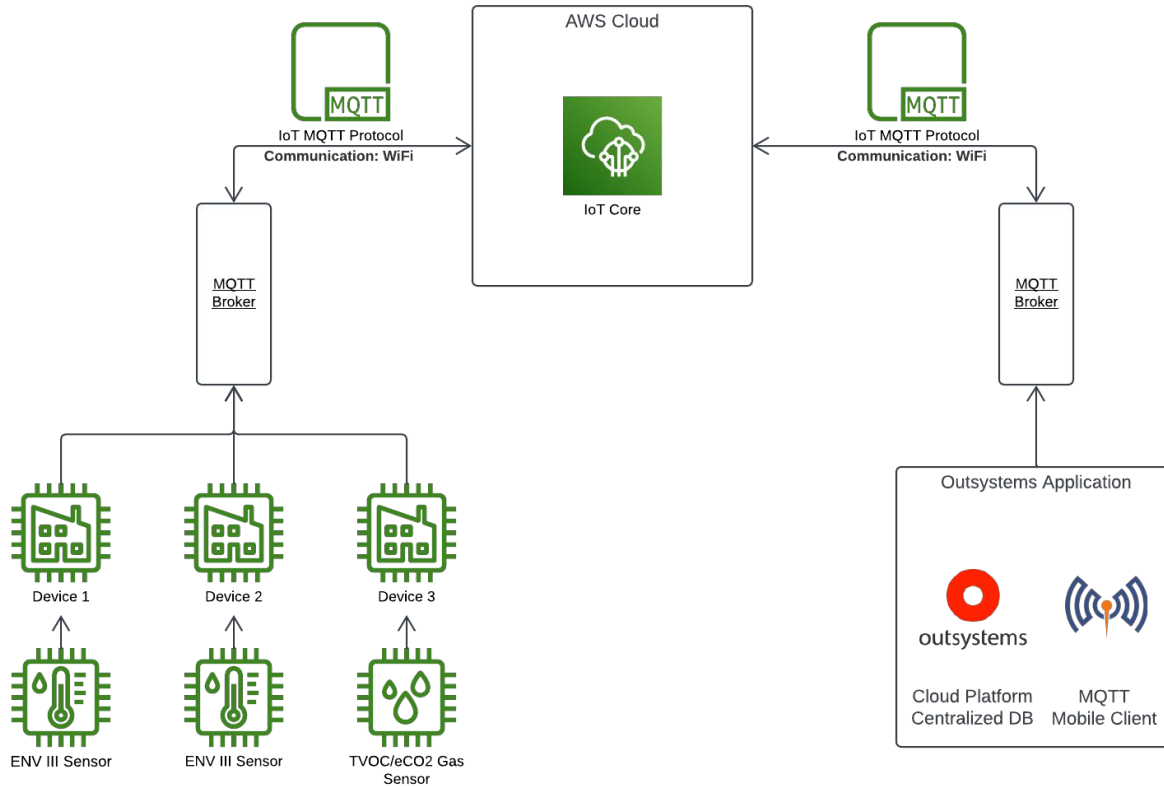 AWS Cloud
MQTT
IoT MQTT Protocol
Communication: WiFi
IoT Core
MQTT
IoT MQTT Protocol
Communication: WiFi
MQTT
Broker
MQTT
Broker
Device 1
Device 2
Device 3
ENV III Sensor
ENV III Sensor
TVOC/eCO2 Gas
Sensor
Outsystems Application
outsystems
Cloud Platform
Centralized DB
MQTT
Mobile Client